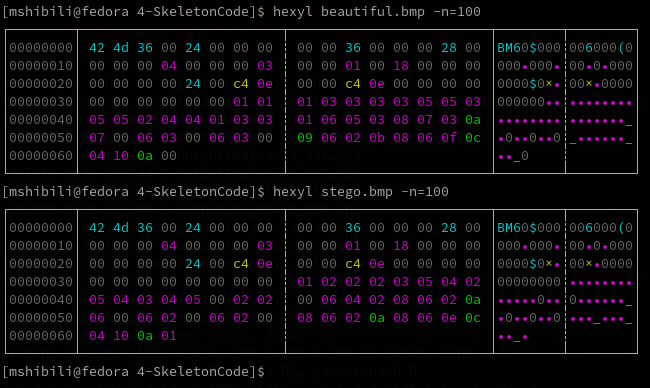 [mshibili@fedora 4-SkeletonCode]$ hexyl beautiful.bmp -n=100
│00000000│ 42 4d 36 00 24 00 00 00 ┊ 00 00 36 00 00 00 28 00 │BM60$000┊006000(0│
│00000010│ 00 00 00 04 00 00 00 03 ┊ 00 00 01 00 18 00 00 00 │000•000•┊00•0•000│
│00000020│ 00 00 00 00 24 00 c4 0e ┊ 00 00 c4 0e 00 00 00 00 │0000$0×•┊00×•0000│
│00000030│ 00 00 00 00 00 00 01 01 ┊ 01 03 03 03 03 05 05 03 │000000••┊••••••••│
│00000040│ 05 05 02 04 04 01 03 03 ┊ 01 06 05 03 08 07 03 0a │••••••••┊•••••••_│
│00000050│ 07 00 06 03 00 06 03 00 ┊ 09 06 02 0b 08 06 0f 0c │•0••0••0┊_••••••_│
│00000060│ 04 10 0a 00             ┊                         │••_0    ┊        │
[mshibili@fedora 4-SkeletonCode]$ hexyl stego.bmp -n=100
│00000000│ 42 4d 36 00 24 00 00 00 ┊ 00 00 36 00 00 00 28 00 │BM60$000┊006000(0│
│00000010│ 00 00 00 04 00 00 00 03 ┊ 00 00 01 00 18 00 00 00 │000•000•┊00•0•000│
│00000020│ 00 00 00 00 24 00 c4 0e ┊ 00 00 c4 0e 00 00 00 00 │0000$0×•┊00×•0000│
│00000030│ 00 00 00 00 00 00 00 00 ┊ 01 02 02 02 03 05 04 02 │00000000┊••••••••│
│00000040│ 05 04 03 04 05 00 02 02 ┊ 00 06 04 02 08 06 02 0a │•••••0••┊0••••••_│
│00000050│ 06 00 06 02 00 06 02 00 ┊ 08 06 02 0a 08 06 0e 0c │•0••0••0┊•••_•••_│
│00000060│ 04 10 0a 01             ┊                         │••_•    ┊        │
[mshibili@fedora 4-SkeletonCode]$